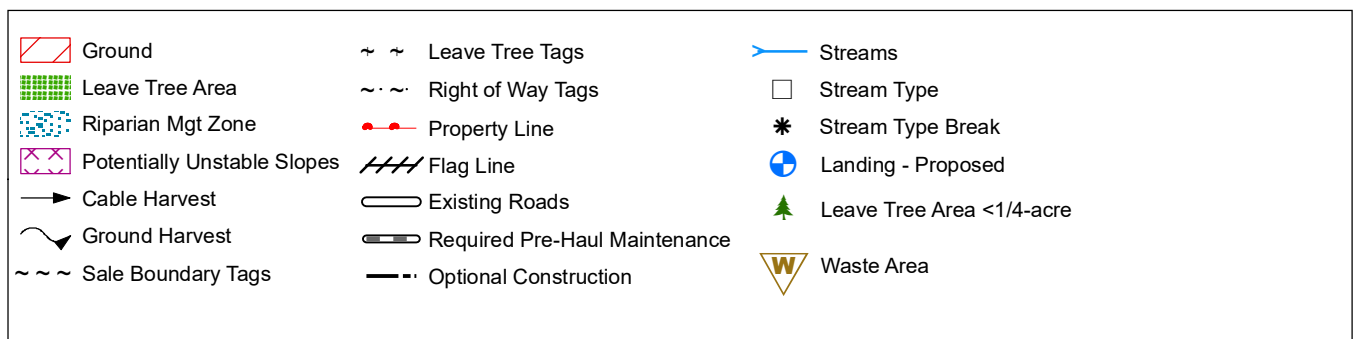 Ground
Leave Tree Area
Riparian Mgt Zone
Potentially Unstable Slopes
Cable Harvest
Ground Harvest
Sale Boundary Tags
Leave Tree Tags
Right of Way Tags
Property Line
Flag Line
Existing Roads
Required Pre-Haul Maintenance
Optional Construction
Streams
Stream Type
Stream Type Break
Landing - Proposed
Leave Tree Area <1/4-acre
W
Waste Area